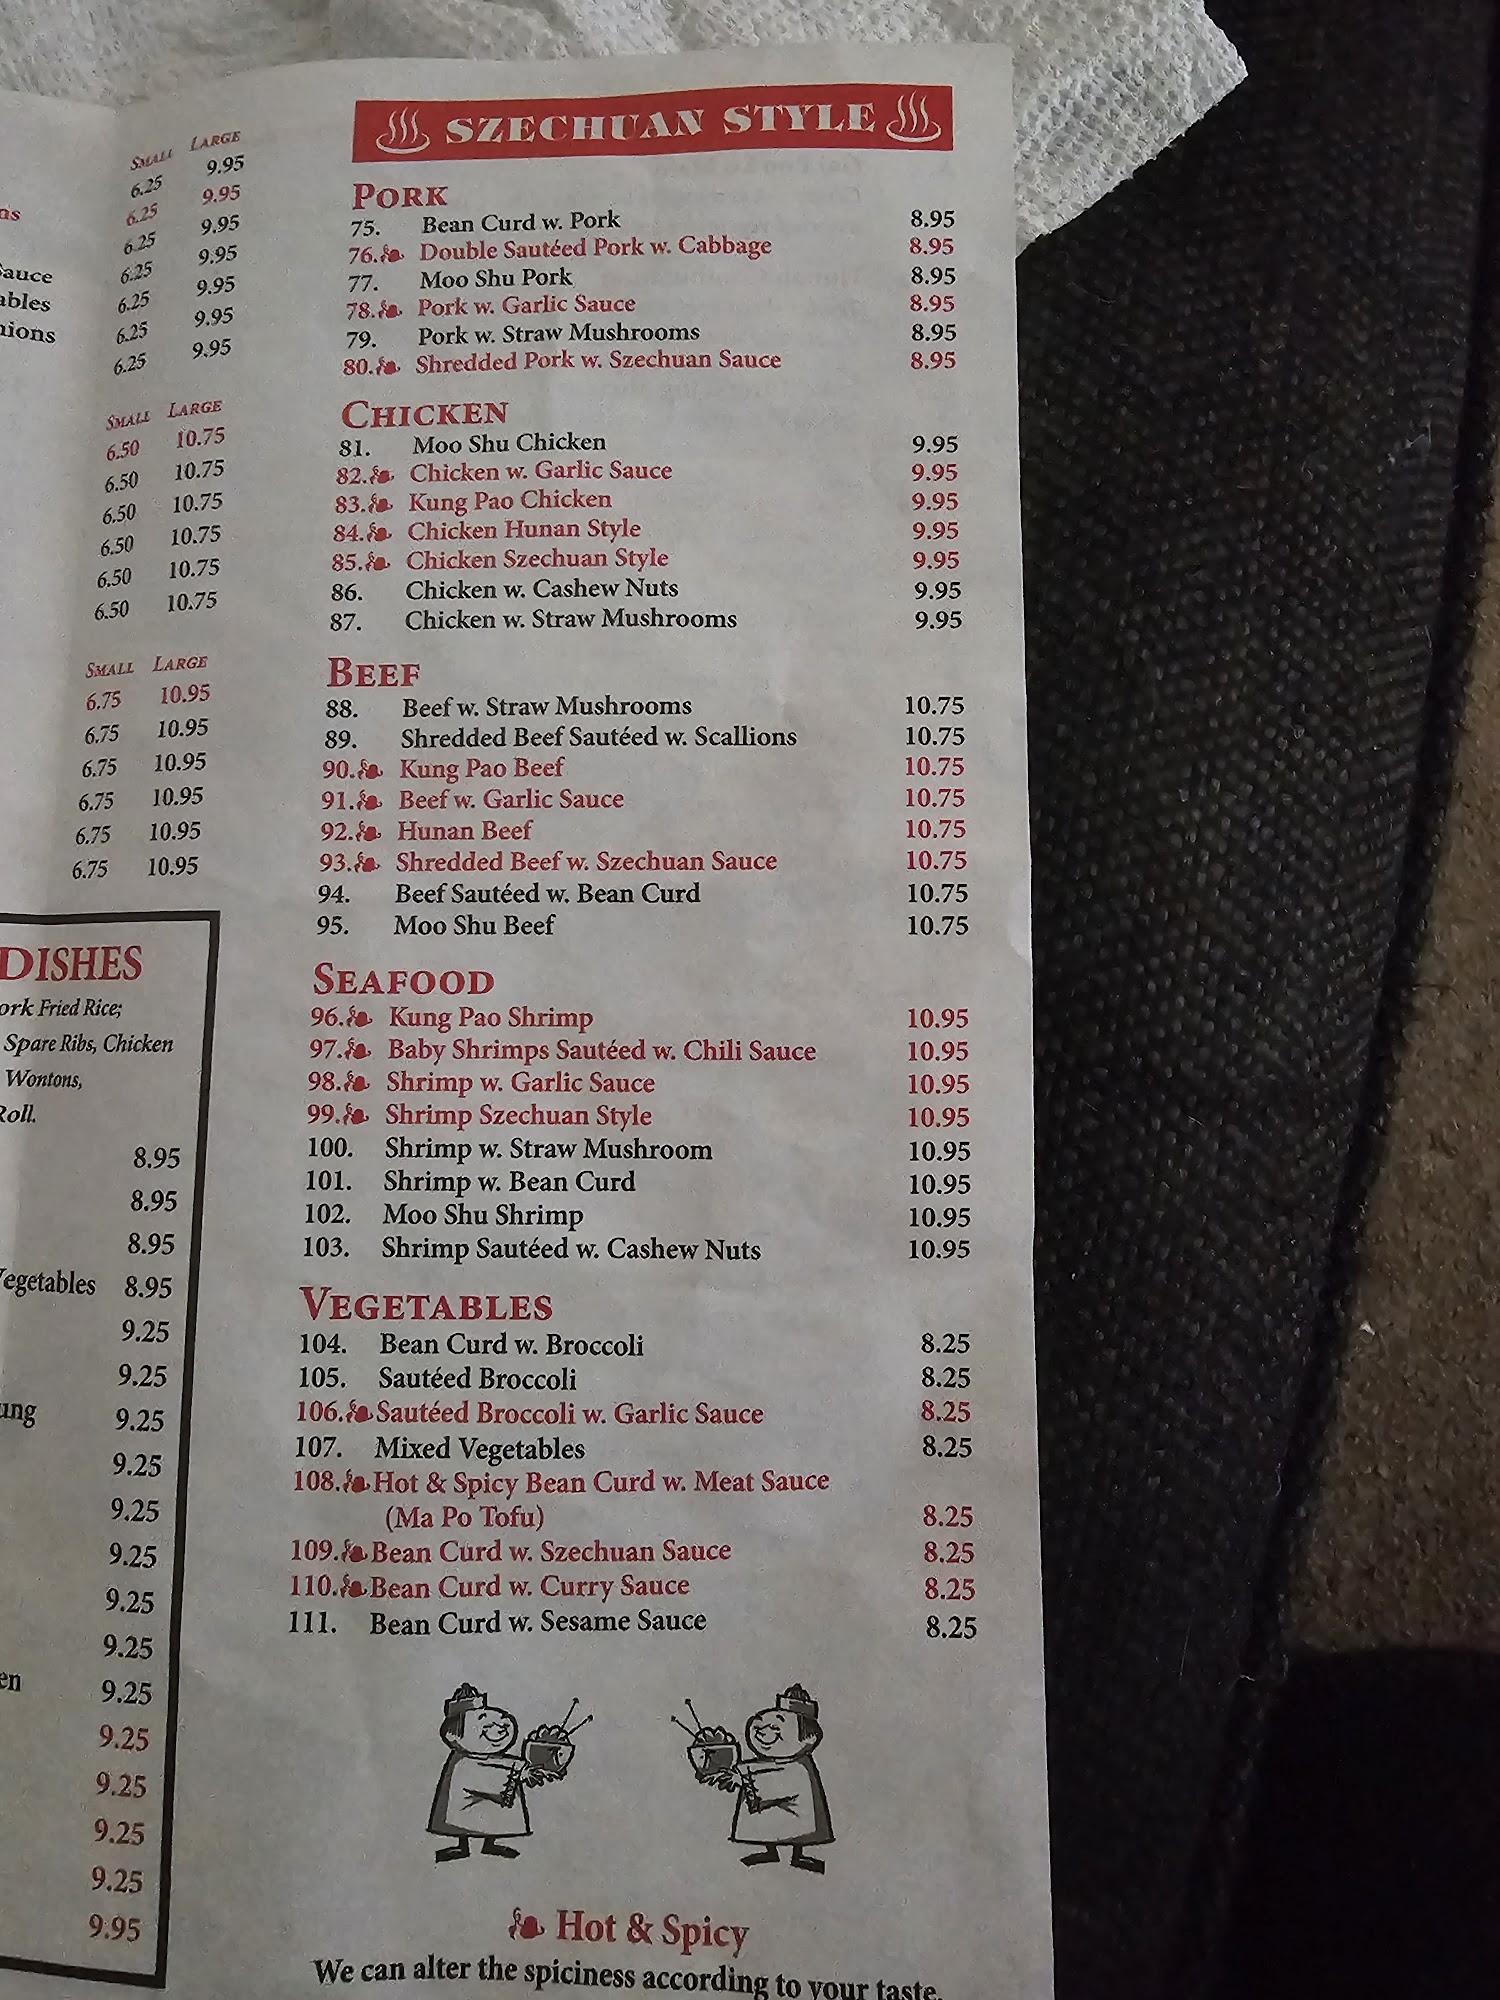 Small Large
6.25 9.95
6.25 9.95
6.25 9.95
6.25 9.95
6.25 9.95
6.25 9.95
6.25 9.95
Sauce
nions
Small Large
6.50 10.75
6.50 10.75
6.50 10.75
6.50 10.75
6.50 10.75
6.50 10.75
Small Large
6.75 10.95
6.75 10.95
6.75 10.95
6.75 10.95
6.75 10.95
6.75 10.95
DISHES
ork Fried Rice;
Spare Ribs, Chicken
Wontons,
Roll.
8.95
8.95
8.95
Vegetables 8.95
9.25
9.25
ung 9.25
9.25
9.25
9.25
9.25
9.25
en 9.25
9.25
9.25
9.25
9.25
9.95
SZECHUAN STYLE
Pork
75. Bean Curd w. Pork 8.95
76. Double Sautéed Pork w. Cabbage 8.95
77. Moo Shu Pork 8.95
78. Pork w. Garlic Sauce 8.95
79. Pork w. Straw Mushrooms 8.95
80. Shredded Pork w. Szechuan Sauce 8.95
Chicken
81. Moo Shu Chicken 9.95
82. Chicken w. Garlic Sauce 9.95
83. Kung Pao Chicken 9.95
84. Chicken Hunan Style 9.95
85. Chicken Szechuan Style 9.95
86. Chicken w. Cashew Nuts 9.95
87. Chicken w. Straw Mushrooms 9.95
Beef
88. Beef w. Straw Mushrooms 10.75
89. Shredded Beef Sautéed w. Scallions 10.75
90. Kung Pao Beef 10.75
91. Beef w. Garlic Sauce 10.75
92. Hunan Beef 10.75
93. Shredded Beef w. Szechuan Sauce 10.75
94. Beef Sautéed w. Bean Curd 10.75
95. Moo Shu Beef 10.75
Seafood
96. Kung Pao Shrimp 10.95
97. Baby Shrimps Sautéed w. Chili Sauce 10.95
98. Shrimp w. Garlic Sauce 10.95
99. Shrimp Szechuan Style 10.95
100. Shrimp w. Straw Mushroom 10.95
101. Shrimp w. Bean Curd 10.95
102. Moo Shu Shrimp 10.95
103. Shrimp Sautéed w. Cashew Nuts 10.95
Vegetables
104. Bean Curd w. Broccoli 8.25
105. Sautéed Broccoli 8.25
106. Sautéed Broccoli w. Garlic Sauce 8.25
107. Mixed Vegetables 8.25
108. Hot & Spicy Bean Curd w. Meat Sauce
(Ma Po Tofu) 8.25
109. Bean Curd w. Szechuan Sauce 8.25
110. Bean Curd w. Curry Sauce 8.25
111. Bean Curd w. Sesame Sauce 8.25
Hot & Spicy
We can alter the spiciness according to your taste.